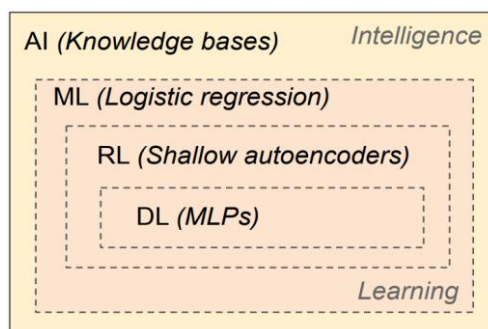 AI (Knowledge bases)
Intelligence
ML (Logistic regression)
RL (Shallow autoencoders)
DL (MLPs)
Learning